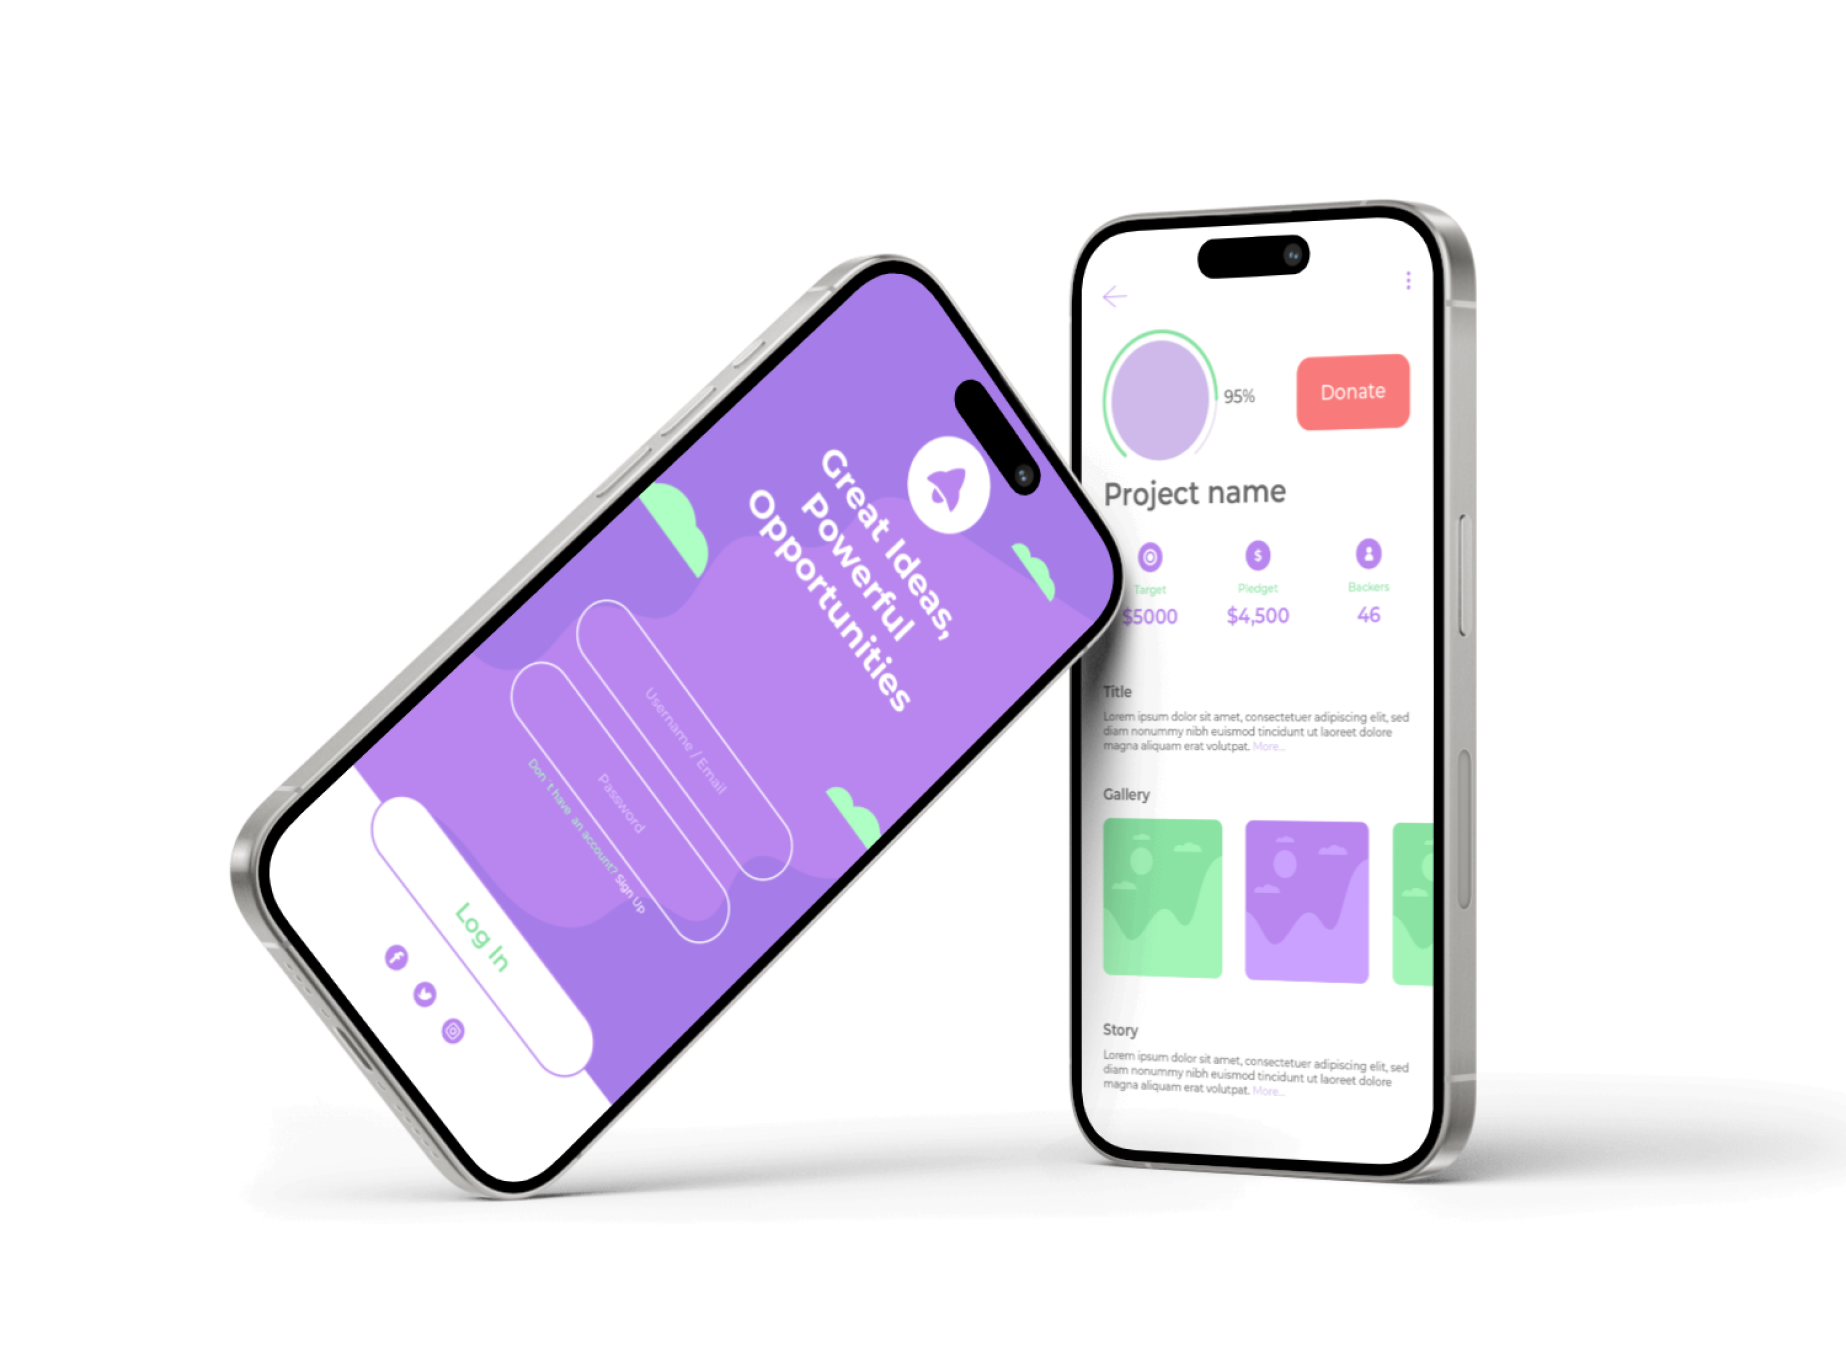 Great Ideas,
Powerful
Opportunities
Username / Email
Password
Don´t have an account? Sign Up
Log In
95%
Donate
Project name
Target
Pledget
Backers
$5000
$4,500
46
Title
Lorem ipsum dolor sit amet, consectetuer adipiscing elit, sed
diam nonummy nibh euismod tincidunt ut laoreet dolore
magna aliquam erat volutpat. More...
Gallery
Story
Lorem ipsum dolor sit amet, consectetuer adipiscing elit, sed
diam nonummy nibh euismod tincidunt ut laoreet dolore
magna aliquam erat volutpat. More...